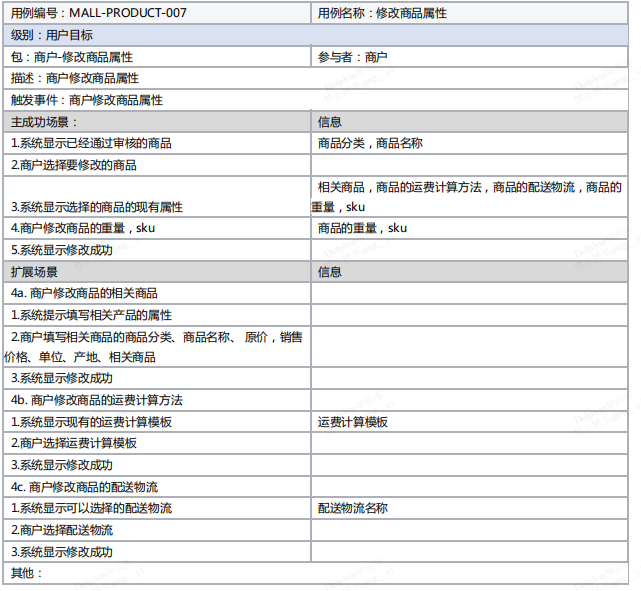 用例编号：MALL-PRODUCT-007 用例名称：修改商品属性
级别：用户目标
包：商户-修改商品属性 参与者：商户
描述：商户修改商品属性
触发事件：商户修改商品属性
主成功场景： 信息
1.系统显示已经通过审核的商品 商品分类，商品名称
2.商户选择要修改的商品
相关商品，商品的运费计算方法，商品的配送物流，商品的
3.系统显示选择的商品的现有属性 重量，sku
4.商户修改商品的重量，sku 商品的重量，sku
5.系统显示修改成功
扩展场景 信息
4a. 商户修改商品的相关商品
1.系统提示填写相关产品的属性
2.商户填写相关商品的商品分类、商品名称、 原价，销售
价格、单位、产地、相关商品
3.系统显示修改成功
4b. 商户修改商品的运费计算方法
1.系统显示现有的运费计算模板 运费计算模板
2.商户选择运费计算模板
3.系统显示修改成功
4c. 商户修改商品的配送物流
1.系统显示可以选择的配送物流 配送物流名称
2.商户选择配送物流
3.系统显示修改成功
其他：